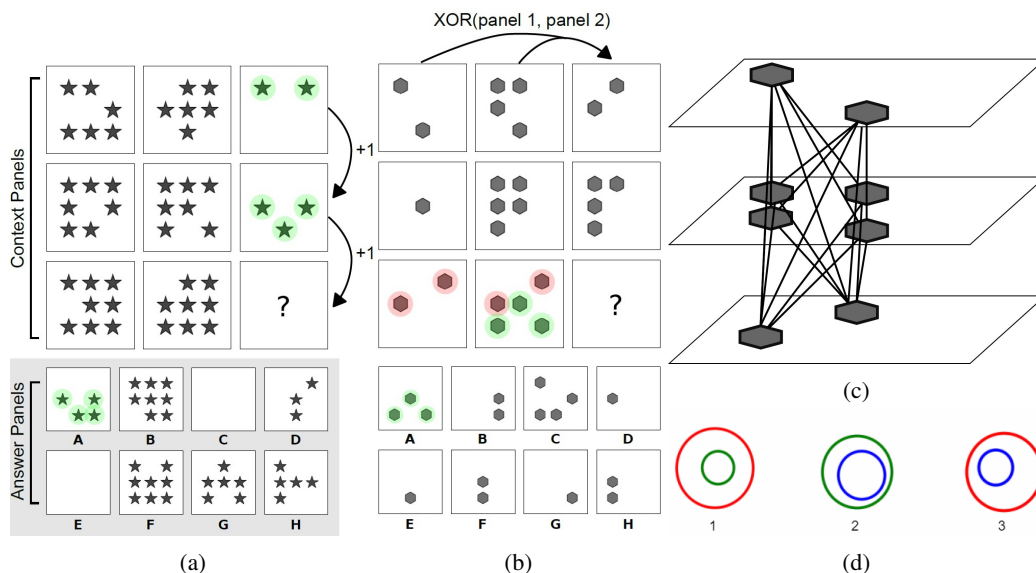 XOR(panel 1, panel 2)
Context Panels
+1
+1
?
?
Answer Panels
A B C D
E F G H
A B C D
E F G H
1 2 3
(a)
(b)
(c)
(d)